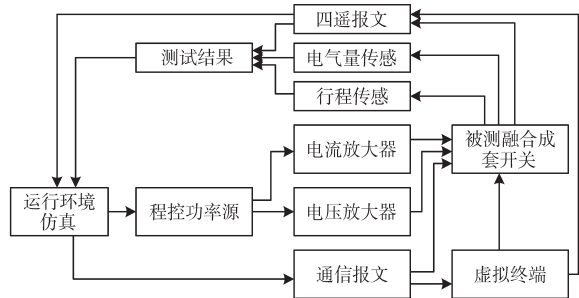 四遥报文
测试结果
电气量传感
行程传感
电流放大器
被测融合成
套开关
运行环境
仿真
程控功率源
电压放大器
通信报文
虚拟终端